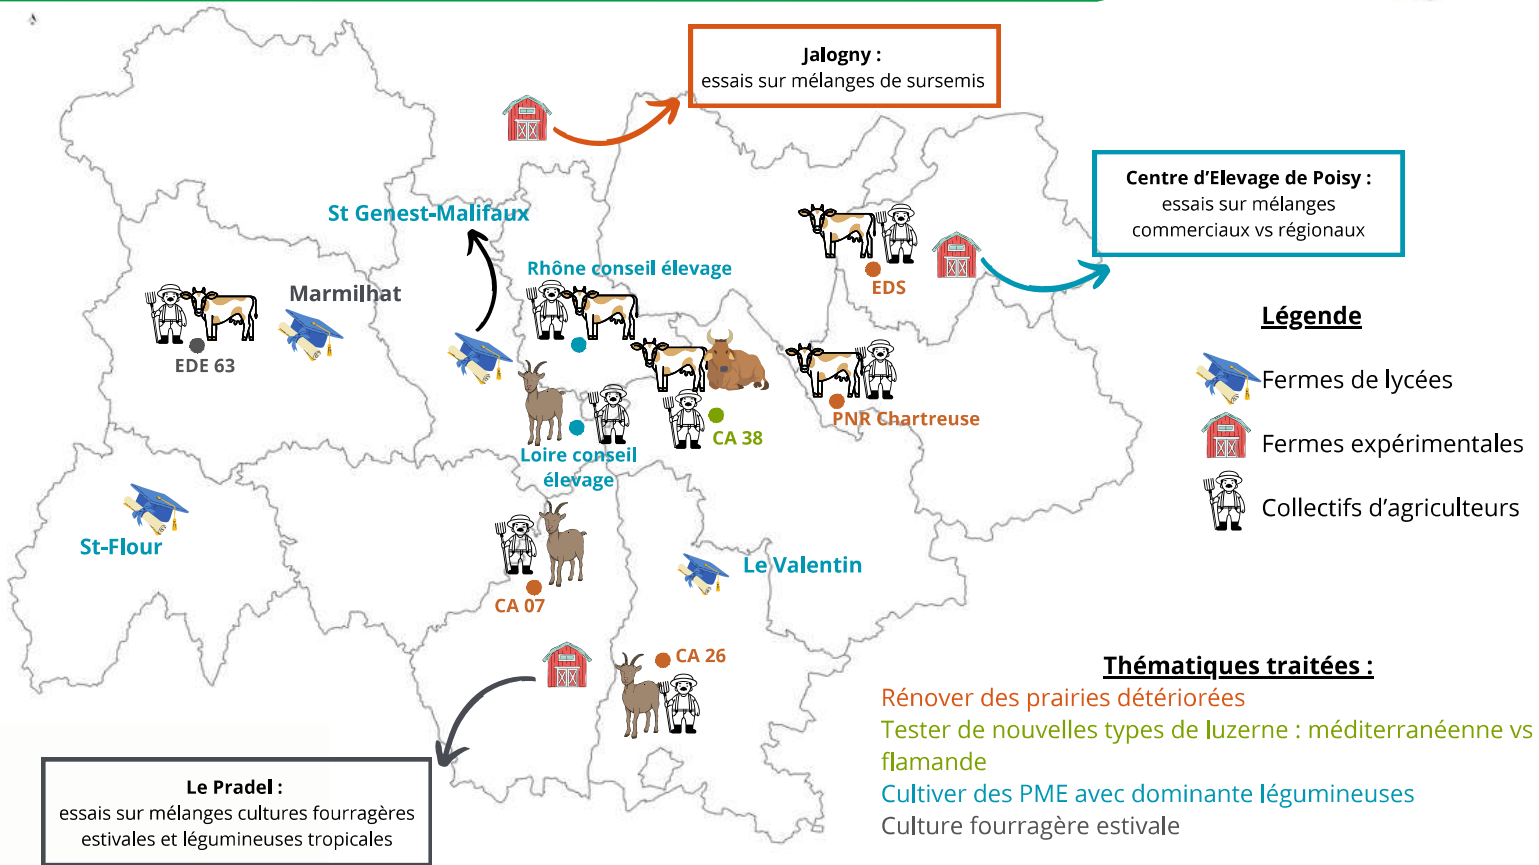 Jalogny :
essais sur mélanges de sursemis
Centre d'Elevage de Poisy :
essais sur mélanges
commerciaux vs régionaux
St Genest-Malifaux
Rhône conseil élevage
EDS
Marmilhat
EDE 63
Légende
Fermes de lycées
Fermes expérimentales
Collectifs d'agriculteurs
PNR Chartreuse
CA 38
Loire conseil
élevage
St-Flour
Le Valentin
CA 07
CA 26
Thématiques traitées :
Rénover des prairies détériorées
Tester de nouvelles types de luzerne : méditerranéenne vs
flamande
Cultiver des PME avec dominante légumineuses
Culture fourragère estivale
Le Pradel :
essais sur mélanges cultures fourragères
estivales et légumineuses tropicales